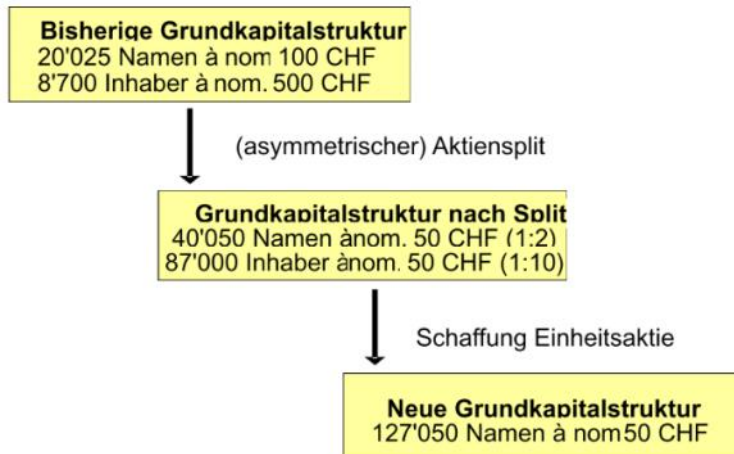 Bisherige Grundkapitalstruktur
20'025 Namen à nom 100 CHF
8'700 Inhaber à nom. 500 CHF
(asymmetrischer) Aktiensplit
Grundkapitalstruktur nach Split
40'050 Namen ànom. 50 CHF (1:2)
87'000 Inhaber ànom. 50 CHF (1:10)
Schaffung Einheitsaktie
Neue Grundkapitalstruktur
127'050 Namen à nom50 CHF